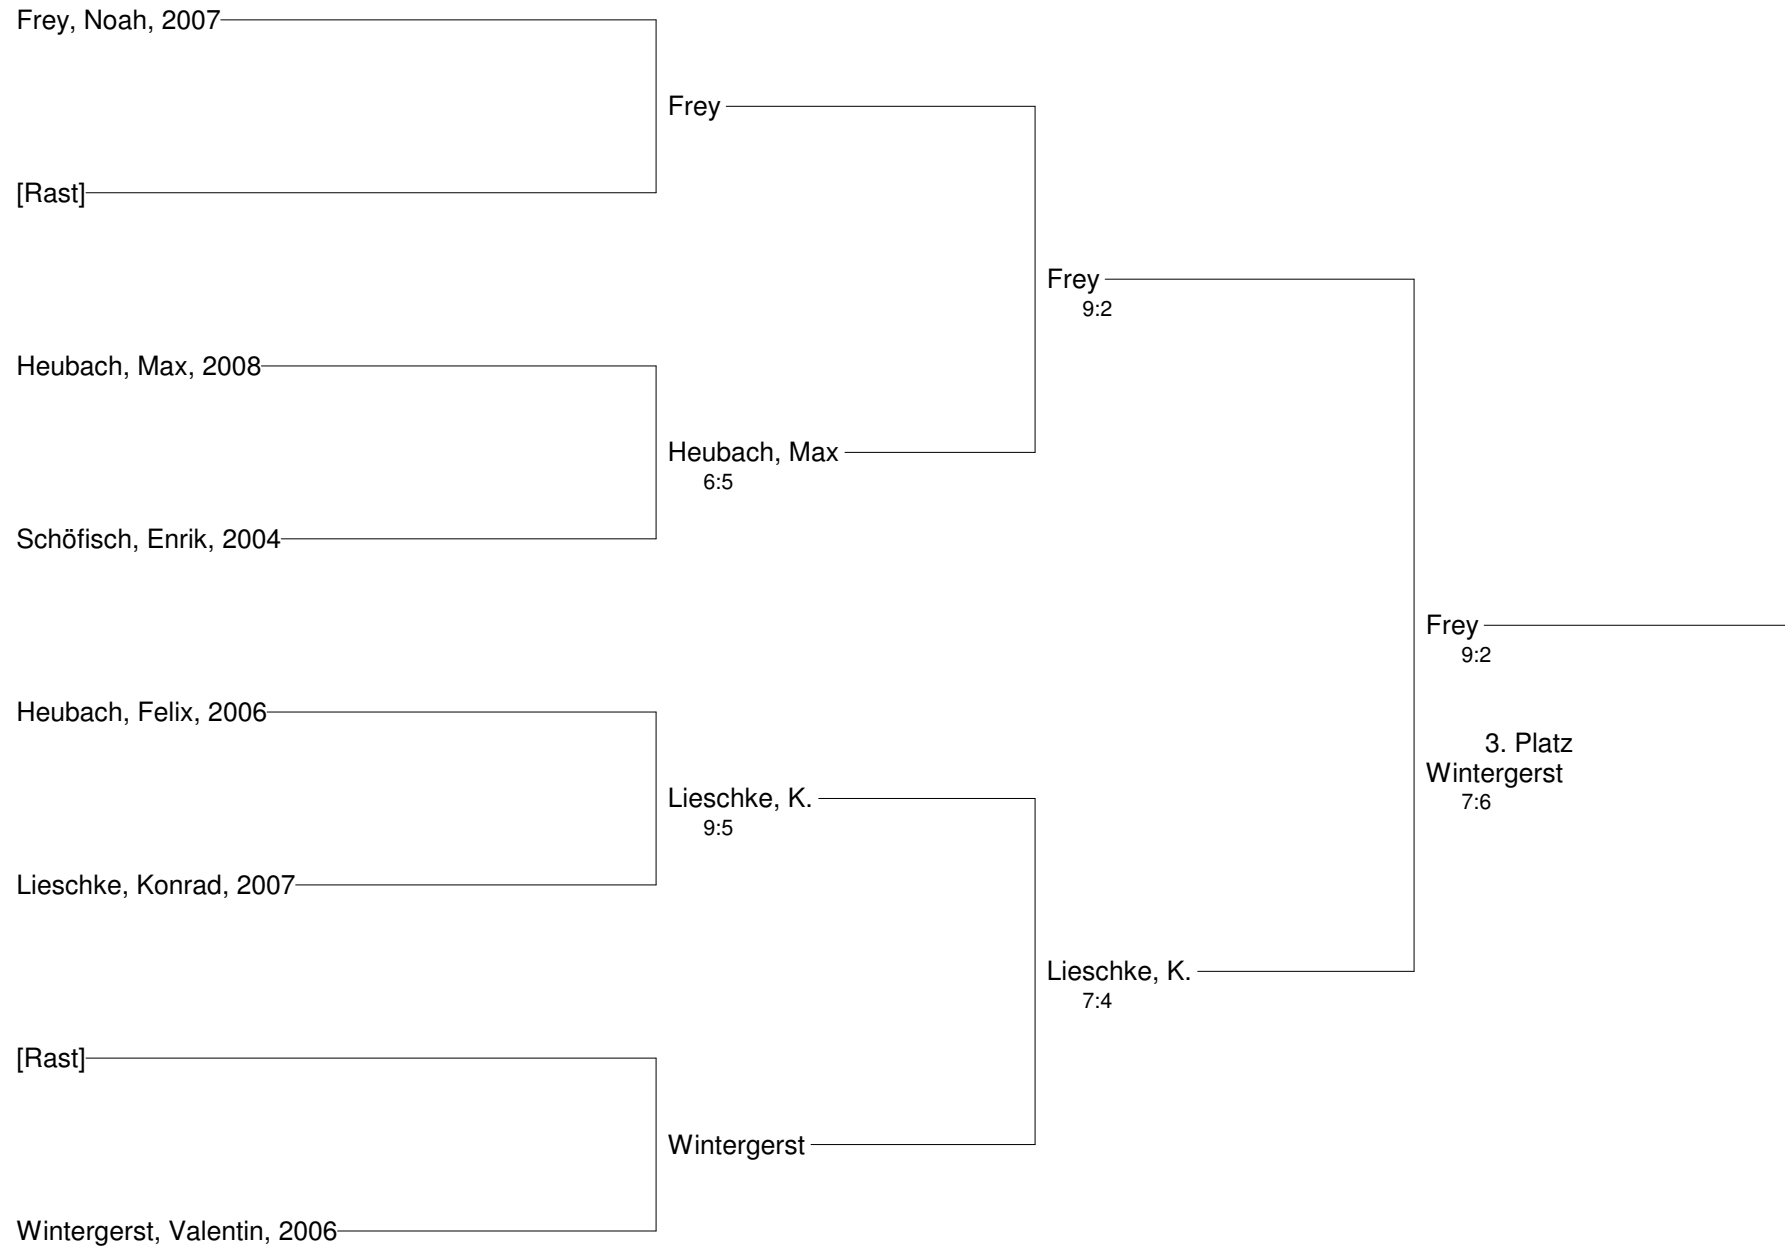 Frey, Noah, 2007
Frey
[Rast]
Frey
9:2
Heubach, Max, 2008
Heubach, Max
6:5
Schöfisch, Enrik, 2004
Frey
9:2
Heubach, Felix, 2006
3. Platz
Wintergerst
7:6
Lieschke, K.
9:5
Lieschke, Konrad, 2007
Lieschke, K.
7:4
[Rast]
Wintergerst
Wintergerst, Valentin, 2006